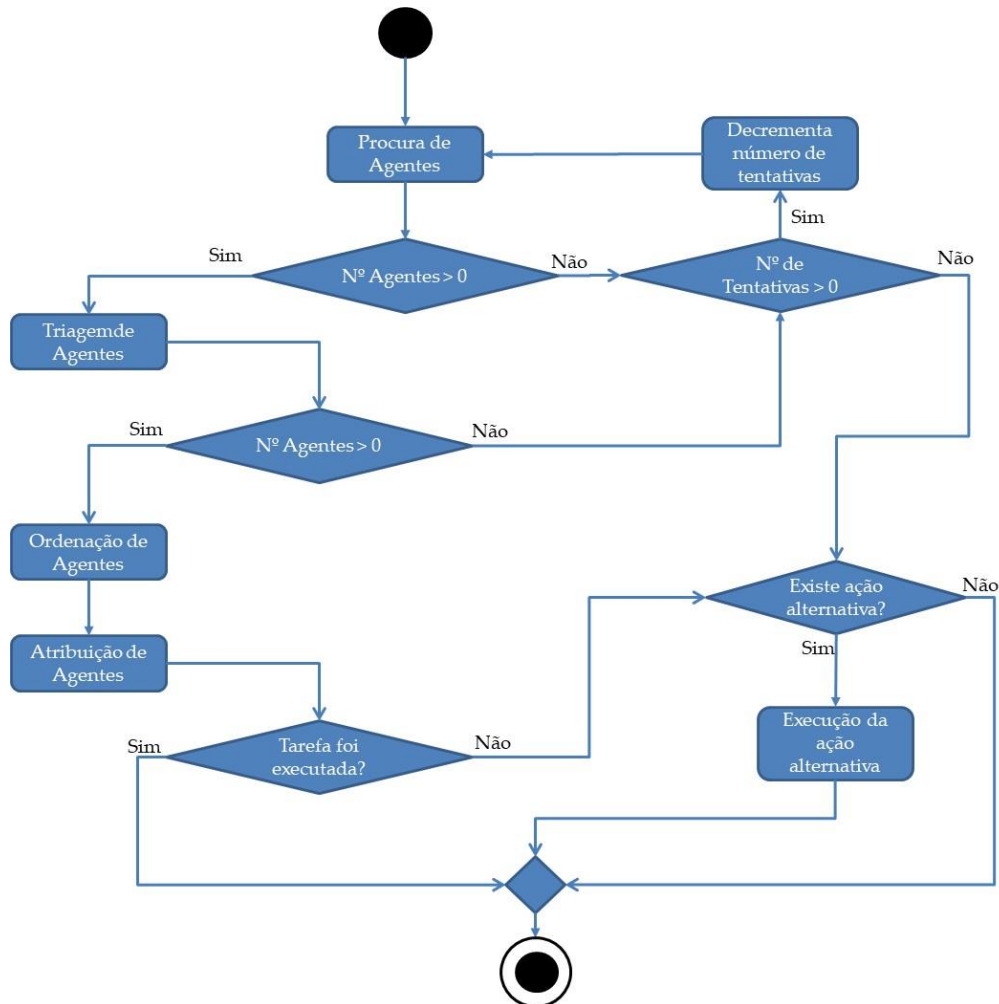 Procura de
Agentes
Decrementa
número de
tentativas
Sim
Sim
Nº Agentes > 0
Não
Nº de
Tentativas > 0
Não
Triagemde
Agentes
Sim
Nº Agentes > 0
Não
Ordenação de
Agentes
Existe ação
alternativa?
Não
Atribuição de
Agentes
Sim
Sim
Tarefa foi
executada?
Não
Execução da
ação
alternativa